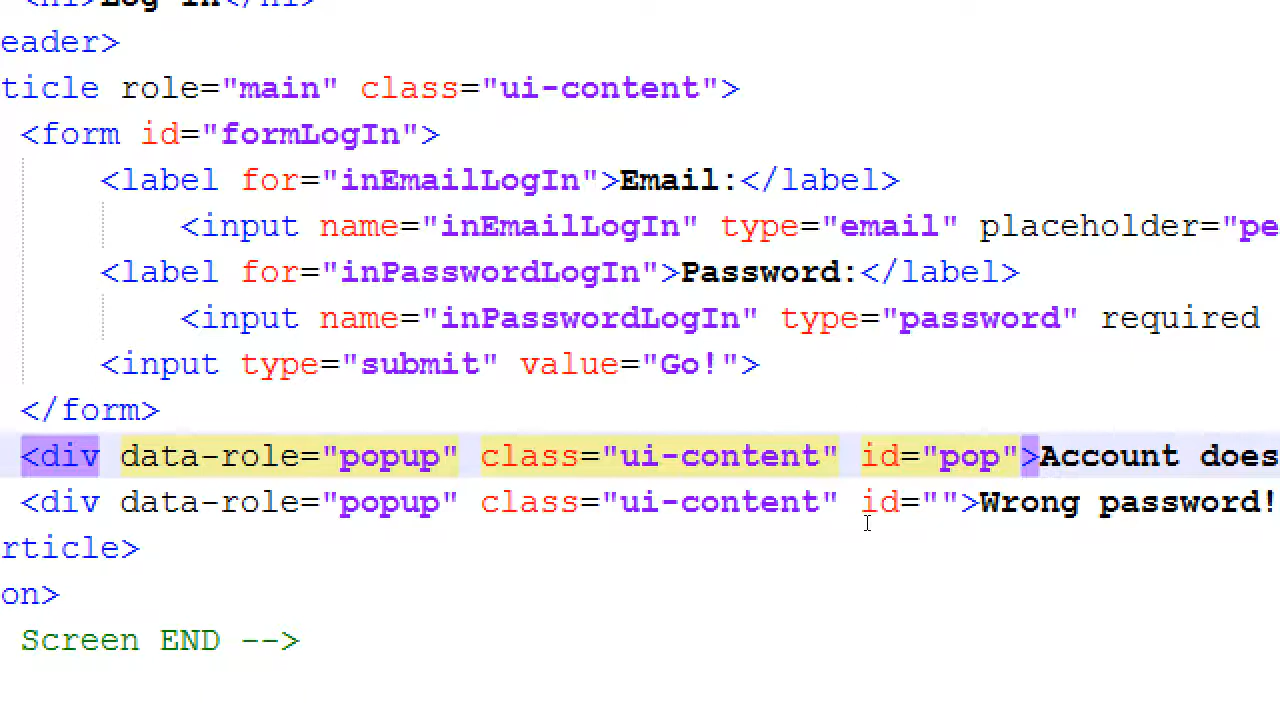 <h1>Log In</h1>
eader>
ticle role="main" class="ui-content">
<form id="formLogIn">
<label for="inEmailLogIn">Email:</label>
<input name="inEmailLogIn" type="email" placeholder="pe
<label for="inPasswordLogIn">Password:</label>
<input name="inPasswordLogIn" type="password" required
<input type="submit" value="Go!">
</form>
<div data-role="popup" class="ui-content" id="pop">Account does
<div data-role="popup" class="ui-content" id="">Wrong password!
rticle>
on>
Screen END -->